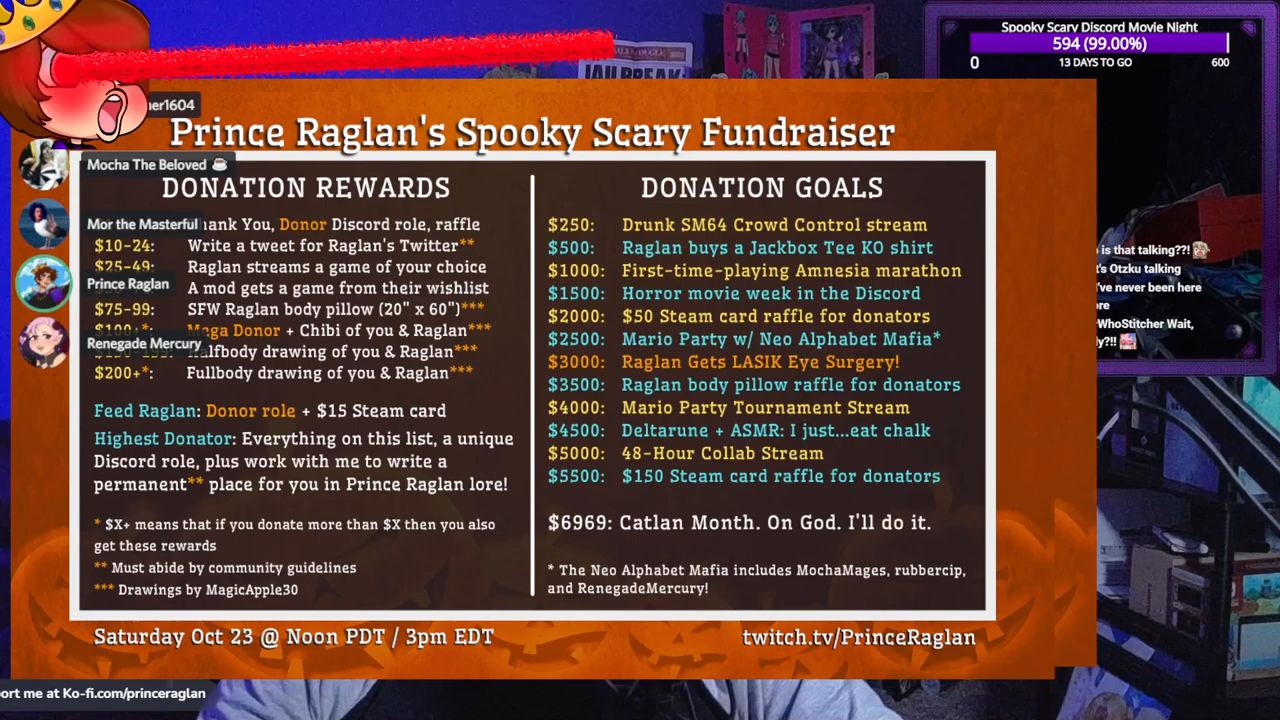 Spooky Scary Discord Movie Night
594 (99.00%)
0
13 DAYS TO GO
600
JAILBREAK
ner1604
Prince Raglan's Spooky Scary Fundraiser
Mocha The Beloved ☕
DONATION REWARDS
Mor the Masterful
hank You, Donor Discord role, raffle
$10-24: Write a tweet for Raglan's Twitter**
$25-49: Raglan streams a game of your choice
Prince Raglan
A mod gets a game from their wishlist
$75-99: SFW Raglan body pillow (20" x 60")***
$100+*: Mega Donor + Chibi of you & Raglan***
Renegade Mercury
Halfbody drawing of you & Raglan***
$200+*: Fullbody drawing of you & Raglan***
Feed Raglan: Donor role + $15 Steam card
Highest Donator: Everything on this list, a unique
Discord role, plus work with me to write a
permanent** place for you in Prince Raglan lore!
* $X+ means that if you donate more than $X then you also
get these rewards
** Must abide by community guidelines
*** Drawings by MagicApple30
DONATION GOALS
$250: Drunk SM64 Crowd Control stream
$500: Raglan buys a Jackbox Tee KO shirt
$1000: First-time-playing Amnesia marathon
$1500: Horror movie week in the Discord
$2000: $50 Steam card raffle for donators
$2500: Mario Party w/ Neo Alphabet Mafia*
$3000: Raglan Gets LASIK Eye Surgery!
$3500: Raglan body pillow raffle for donators
$4000: Mario Party Tournament Stream
$4500: Deltarune + ASMR: I just...eat chalk
$5000: 48-Hour Collab Stream
$5500: $150 Steam card raffle for donators
$6969: Catlan Month. On God. I'll do it.
* The Neo Alphabet Mafia includes MochaMages, rubbercip,
and RenegadeMercury!
Saturday Oct 23 @ Noon PDT / 3pm EDT
twitch.tv/PrinceRaglan
is that talking??!
's Otzku talking
've never been here
ore
WhoStitcher Wait,
ly?!!
port me at Ko-fi.com/princeraglan